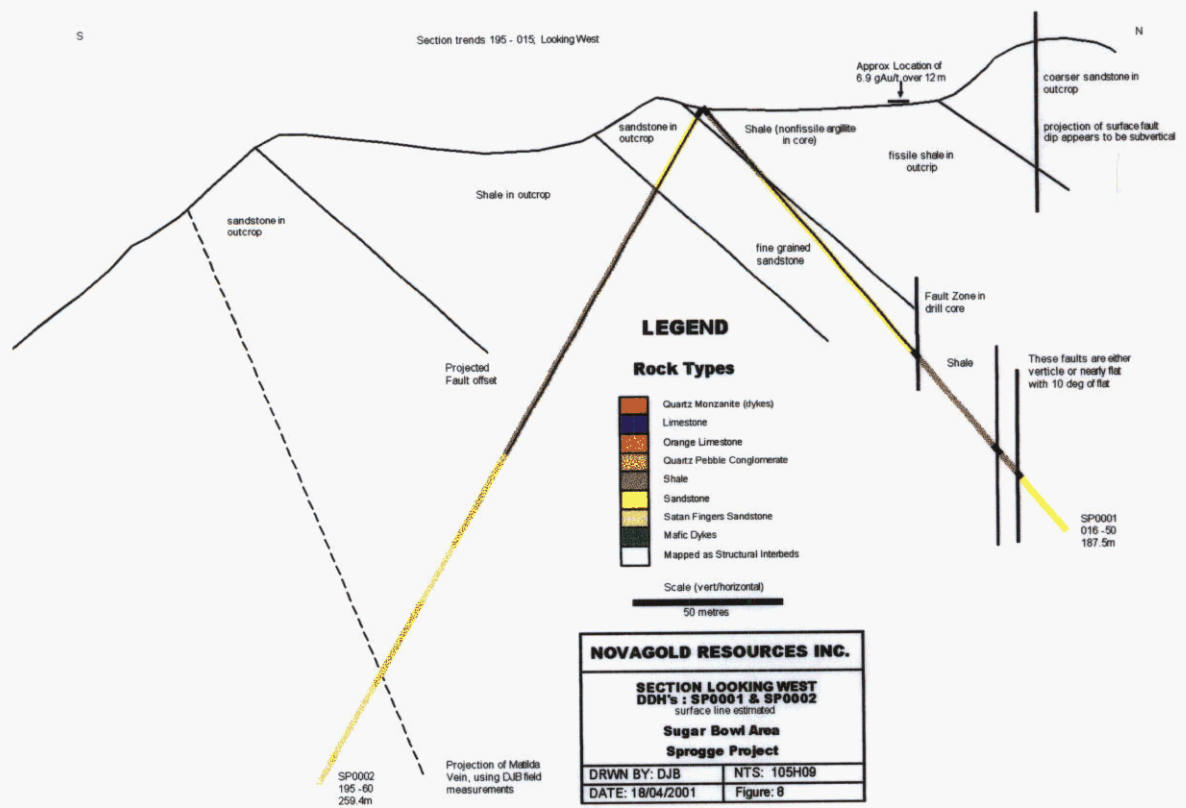 S
Section trends 195 - 015, Looking West
N
Approx Location of
6.9 gAu/t over 12 m
coarser sandstone in
outcrop
projection of surface fault
dip appears to be subvertical
sandstone in
outcrop
Shale (nonfissile argillite
in core)
fissile shale in
outcrip
Shale in outcrop
sandstone in
outcrop
fine grained
sandstone
Fault Zone in
drill core
Projected
Fault offset
Shale
These faults are either
verticle or nearly flat
with 10 deg of flat
LEGEND
Rock Types
Quartz Monzanite (dykes)
Limestone
Orange Limestone
Quartz Pebble Conglomerate
Shale
Sandstone
Satan Fingers Sandstone
Mafic Dykes
Mapped as Structural Interbeds
Scale (vert/horizontal)
50 metres
SP0001
016 -50
187.5m
NOVAGOLD RESOURCES INC.
SECTION LOOKING WEST
DDH's : SP0001 & SP0002
surface line estimated
Sugar Bowl Area
Sprogge Project
DRWN BY: DJB
NTS: 105H09
DATE: 18/04/2001
Figure: 8
SP0002
195 -60
259.4m
Projection of Matilda
Vein, using DJB field
measurements